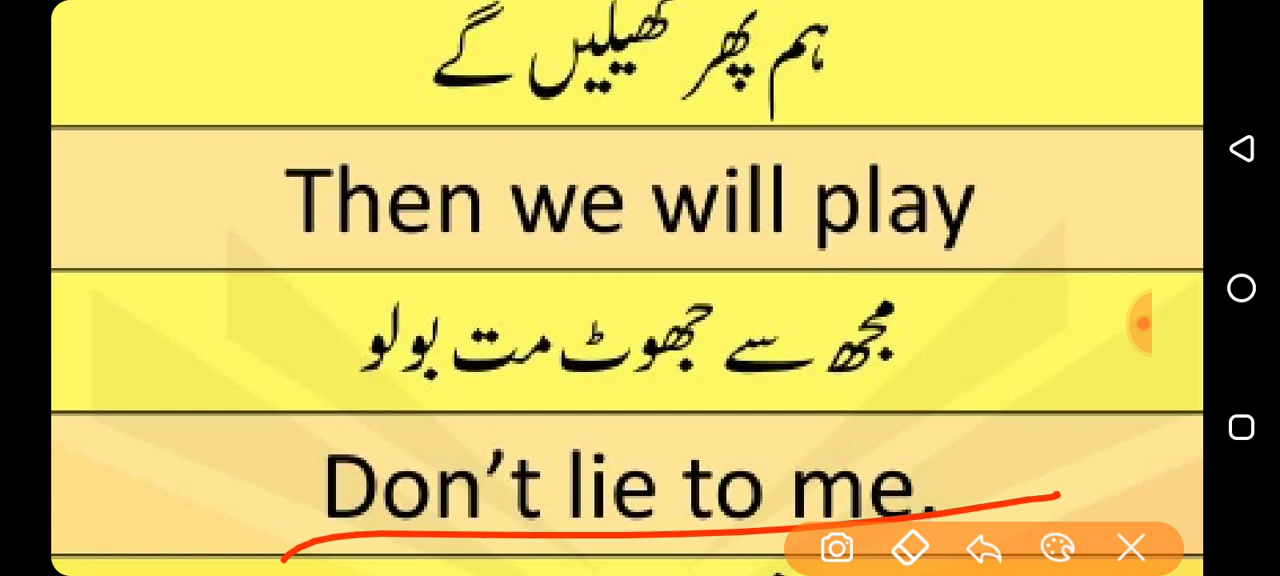 ہم پھر کھیلیں گے
Then we will play
مجھ سے جھوٹ مت بولو
Don't lie to me.